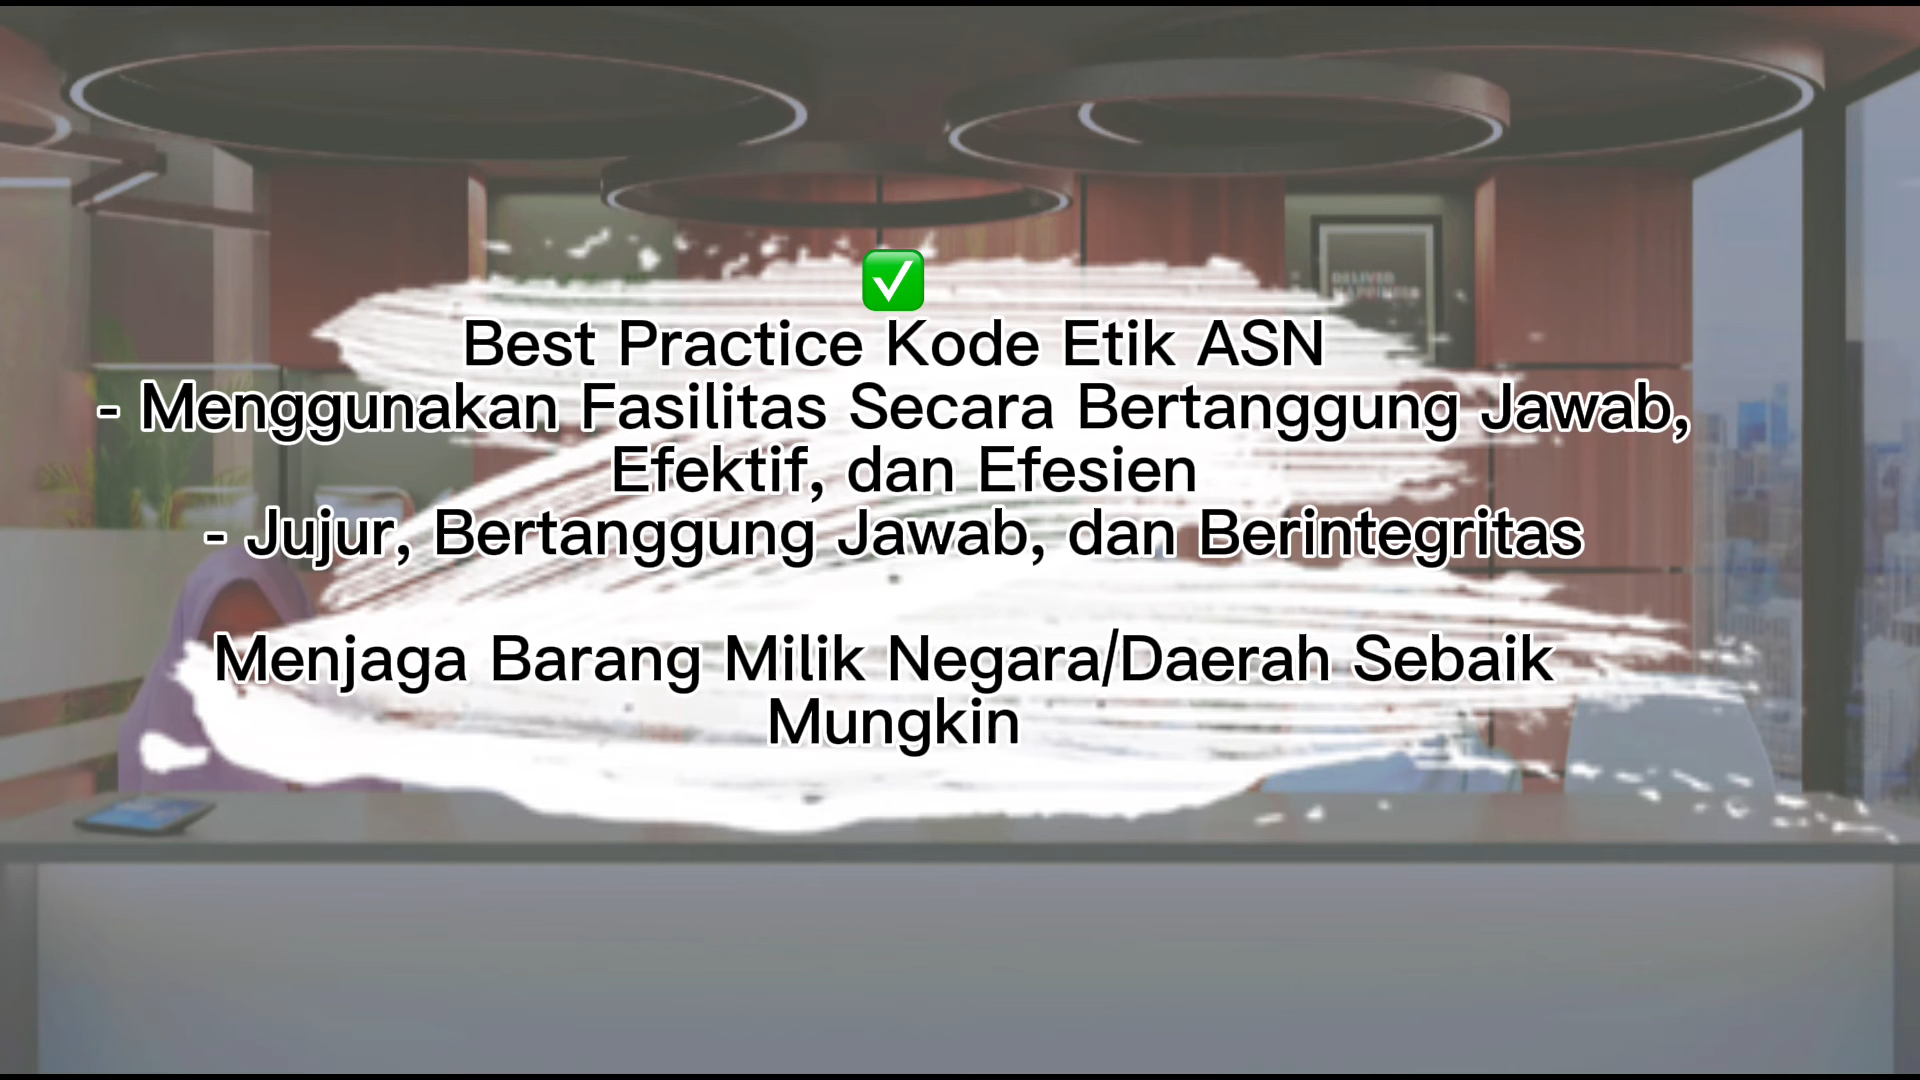 ✅
Best Practice Kode Etik ASN
- Menggunakan Fasilitas Secara Bertanggung Jawab,
Efektif, dan Efesien
- Jujur, Bertanggung Jawab, dan Berintegritas
Menjaga Barang Milik Negara/Daerah Sebaik
Mungkin